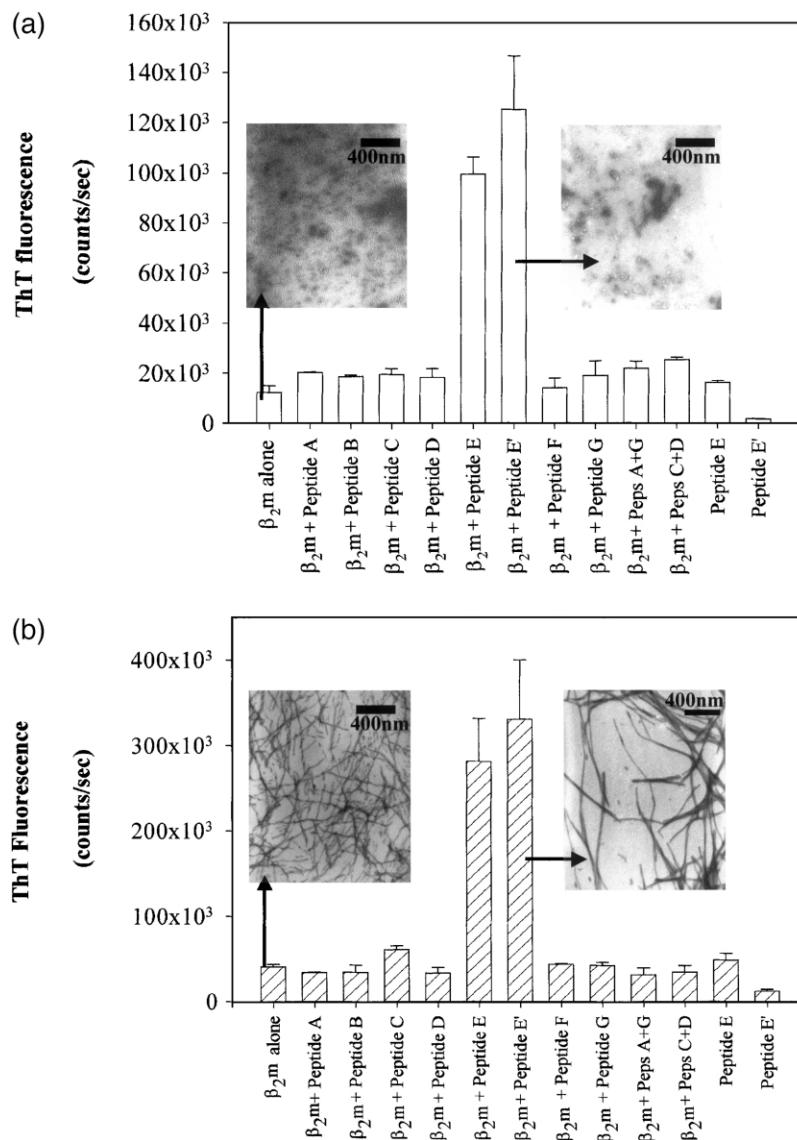 (a)
160x10³
140x10³
120x10³
100x10³
80x10³
60x10³
40x10³
20x10³
0
ThT fluorescence
(counts/sec)
400nm
400nm
β₂m alone
β₂m + Peptide A
β₂m + Peptide B
β₂m + Peptide C
β₂m + Peptide D
β₂m + Peptide E
β₂m + Peptide E'
β₂m + Peptide F
β₂m + Peptide G
β₂m + Peps A+G
β₂m + Peps C+D
Peptide E
Peptide E'
(b)
400x10³
300x10³
200x10³
100x10³
0
ThT Fluorescence
(counts/sec)
400nm
400nm
β₂m alone
β₂m+ Peptide A
β₂m + Peptide B
β₂m + Peptide C
β₂m + Peptide D
β₂m + Peptide E
β₂m + Peptide E'
β₂m + Peptide F
β₂m + Peptide G
β₂m + Peps A+G
β₂m + Peps C+D
Peptide E
Peptide E'